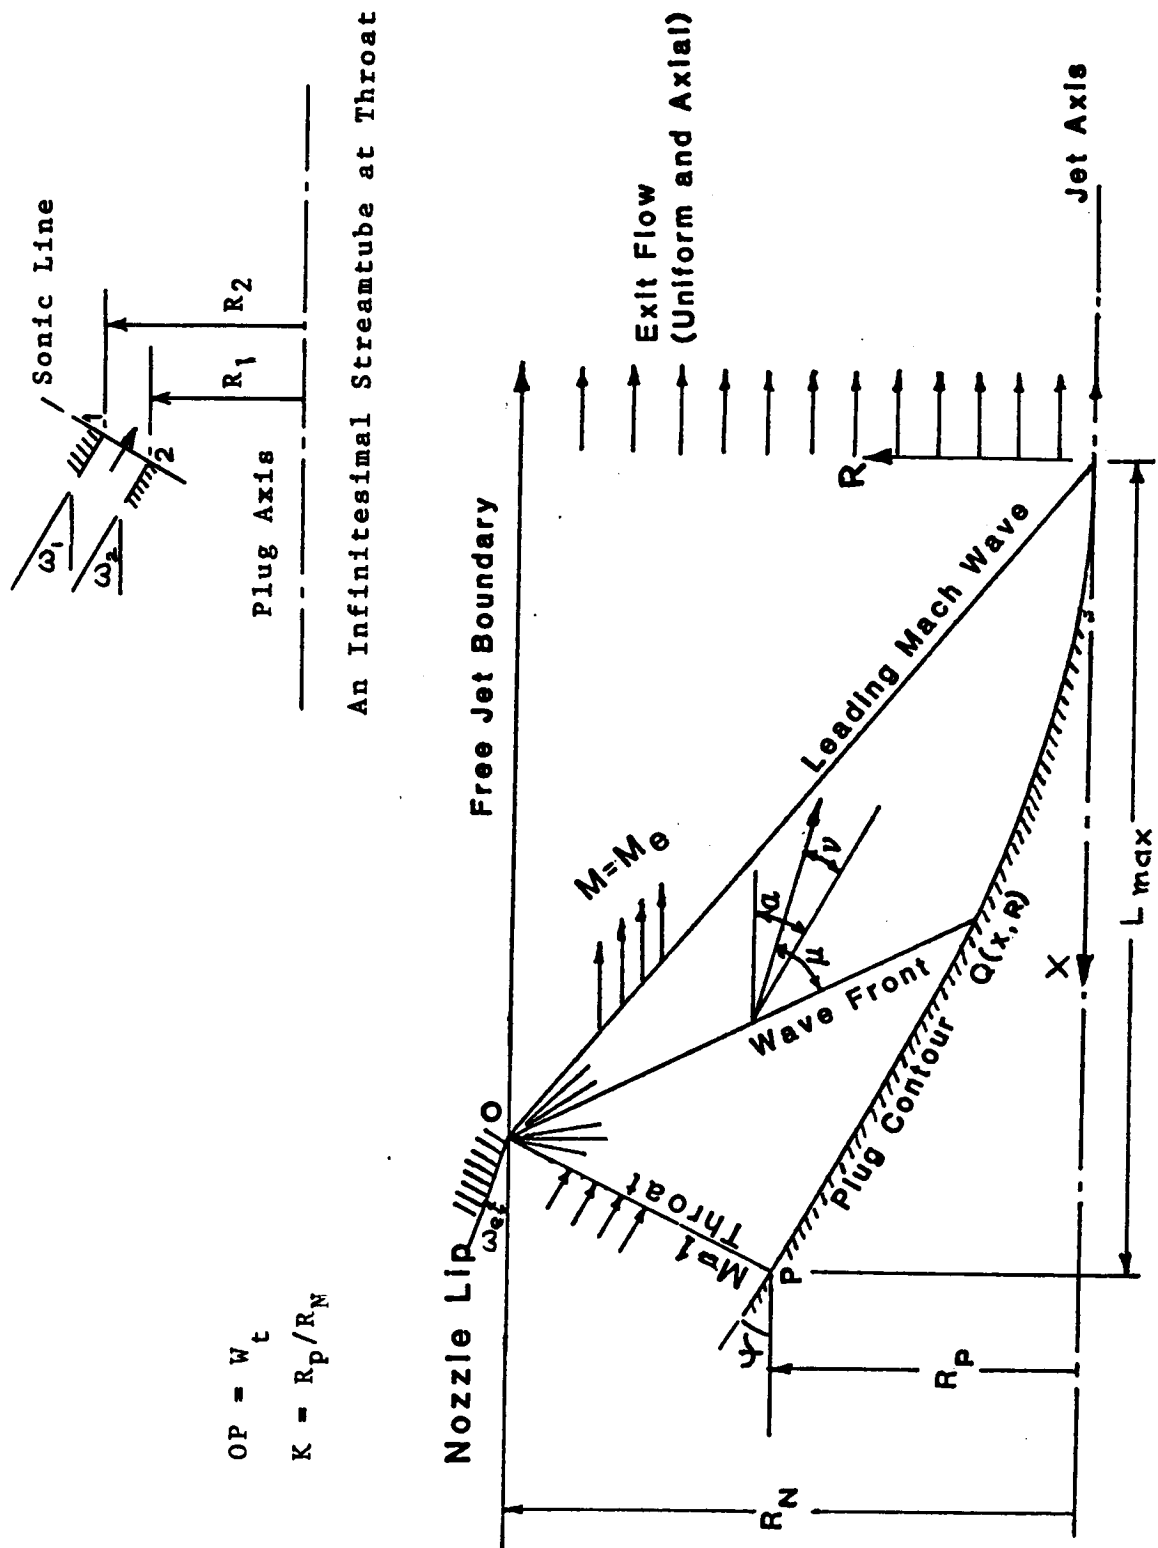 OP = Wt
K = Rp/RN
Sonic Line
ω1
ω2
1
2
R1
R2
Plug Axis
An Infinitesimal Streamtube at Throat
Nozzle Lip
ωet
O
Free Jet Boundary
M=Me
Exit Flow
(Uniform and Axial)
M=1
Throat
Leading Mach Wave
Wave Front
α
ν
μ
R
ψ
P
Plug Contour
Q(X,R)
X
Jet Axis
RN
RP
Lmax